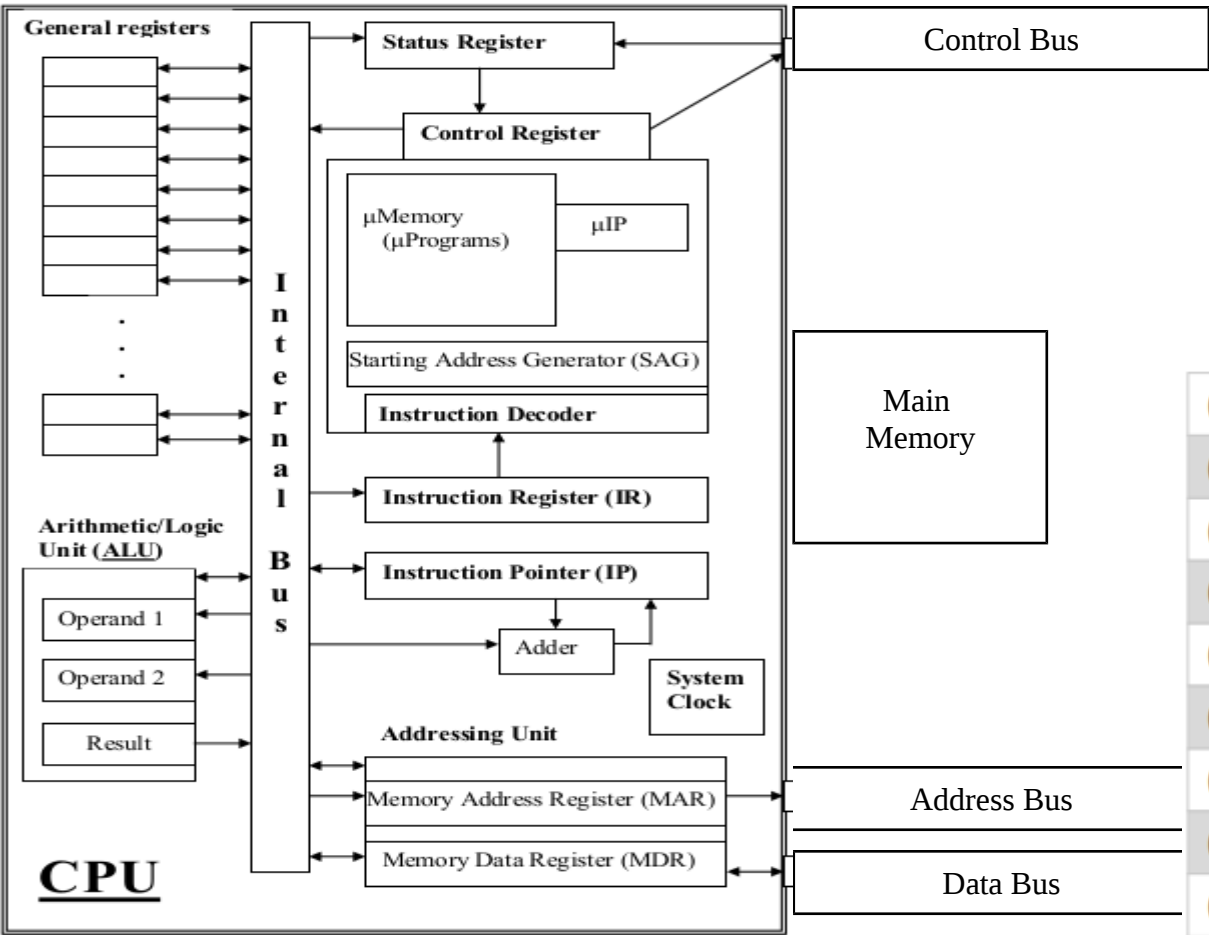 General registers
Status Register
Control Bus
Control Register
μMemory
(μPrograms)
μIP
Starting Address Generator (SAG)
Instruction Decoder
Internal
Bus
Main
Memory
Instruction Register (IR)
Arithmetic/Logic
Unit (ALU)
Instruction Pointer (IP)
Operand 1
Adder
Operand 2
System
Clock
Result
Addressing Unit
Memory Address Register (MAR)
Address Bus
Memory Data Register (MDR)
Data Bus
CPU